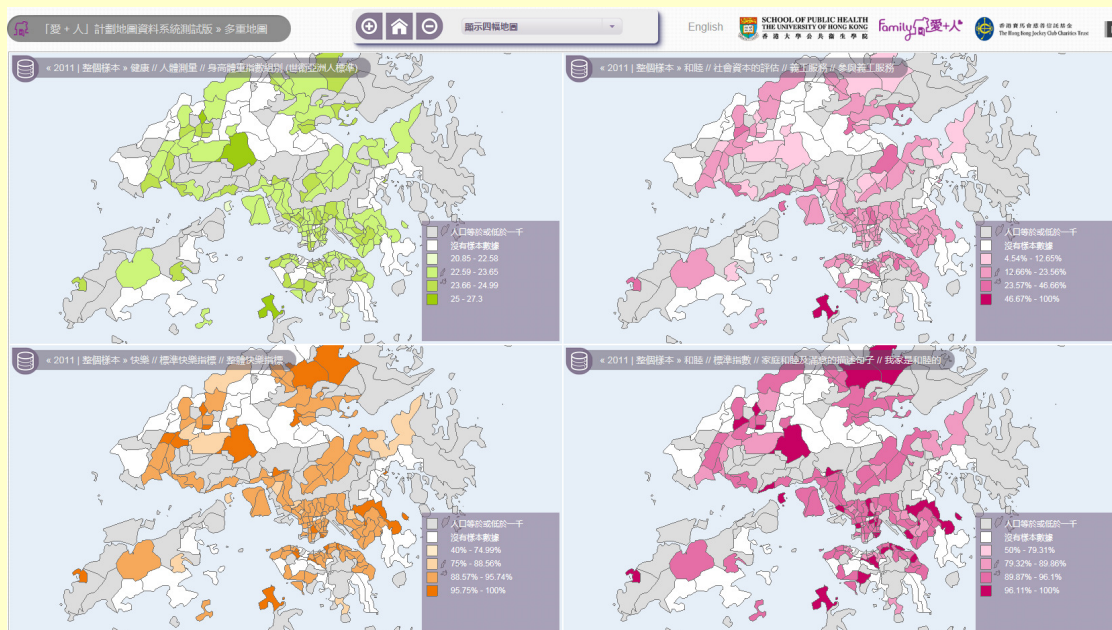 「愛 + 人」計劃地圖資料系統測試版 » 多重地圖
顯示四幅地圖
English
SCHOOL OF PUBLIC HEALTH
THE UNIVERSITY OF HONG KONG
香港大學公共衞生學院
Family 愛+人
香港賽馬會慈善信託基金
The Hong Kong Jockey Club Charities Trust
« 2011 | 整個樣本 » 健康 // 人體測量 // 身高體重指數組別 (世衛亞洲人標準)
人口等於或低於一千
沒有樣本數據
20.85 - 22.58
22.59 - 23.65
23.66 - 24.99
25 - 27.3
« 2011 | 整個樣本 » 和睦 // 社會資本的評估 // 義工服務 // 參與義工服務
人口等於或低於一千
沒有樣本數據
4.54% - 12.65%
12.66% - 23.56%
23.57% - 46.66%
46.67% - 100%
« 2011 | 整個樣本 » 快樂 // 標準快樂指標 // 整體快樂指標
人口等於或低於一千
沒有樣本數據
40% - 74.99%
75% - 88.56%
88.57% - 95.74%
95.75% - 100%
« 2011 | 整個樣本 » 和睦 // 標準指數 // 家庭和睦及滿意的描述句子 // 我家是和睦的
人口等於或低於一千
沒有樣本數據
50% - 79.31%
79.32% - 89.86%
89.87% - 96.1%
96.11% - 100%